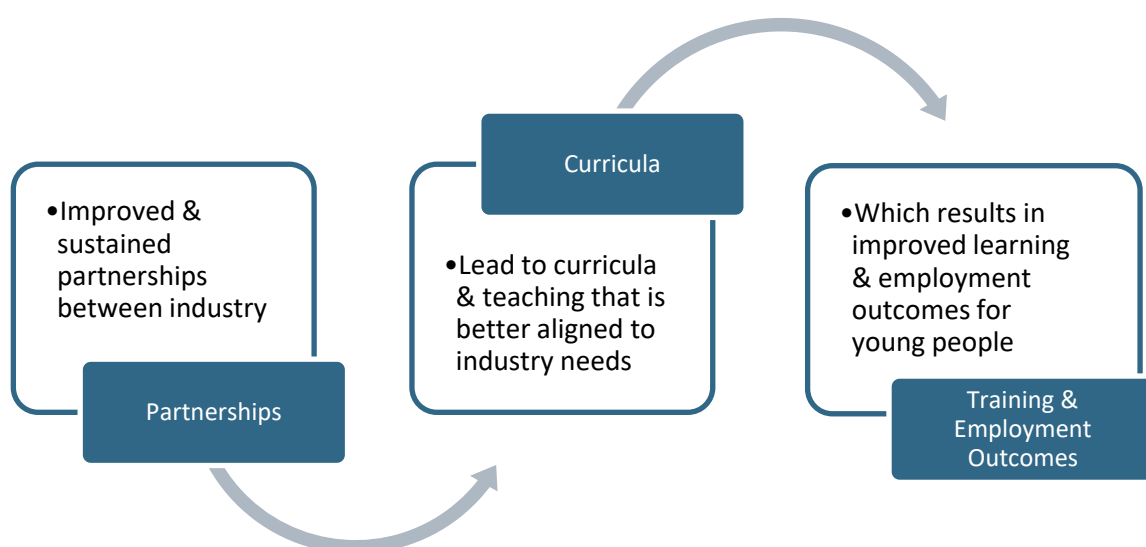 •Improved &
sustained
partnerships
between industry
Partnerships
Curricula
•Lead to curricula
& teaching that is
better aligned to
industry needs
•Which results in
improved learning
& employment
outcomes for
young people
Training &
Employment
Outcomes